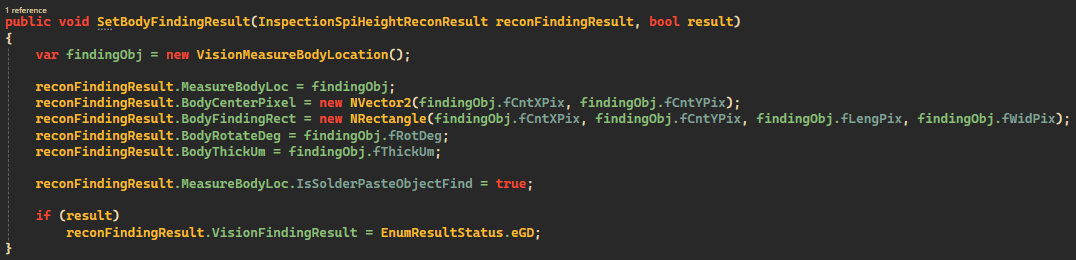 1 reference
public void SetBodyFindingResult(InspectionSpiHeightReconResult reconFindingResult, bool result)
{
    var findingObj = new VisionMeasureBodyLocation();

    reconFindingResult.MeasureBodyLoc = findingObj;
    reconFindingResult.BodyCenterPixel = new NVector2(findingObj.fCntXPix, findingObj.fCntYPix);
    reconFindingResult.BodyFindingRect = new NRectangle(findingObj.fCntXPix, findingObj.fCntYPix, findingObj.fLengPix, findingObj.fWidPix);
    reconFindingResult.BodyRotateDeg = findingObj.fRotDeg;
    reconFindingResult.BodyThickUm = findingObj.fThickUm;

    reconFindingResult.MeasureBodyLoc.IsSolderPasteObjectFind = true;

    if (result)
        reconFindingResult.VisionFindingResult = EnumResultStatus.eGD;
}